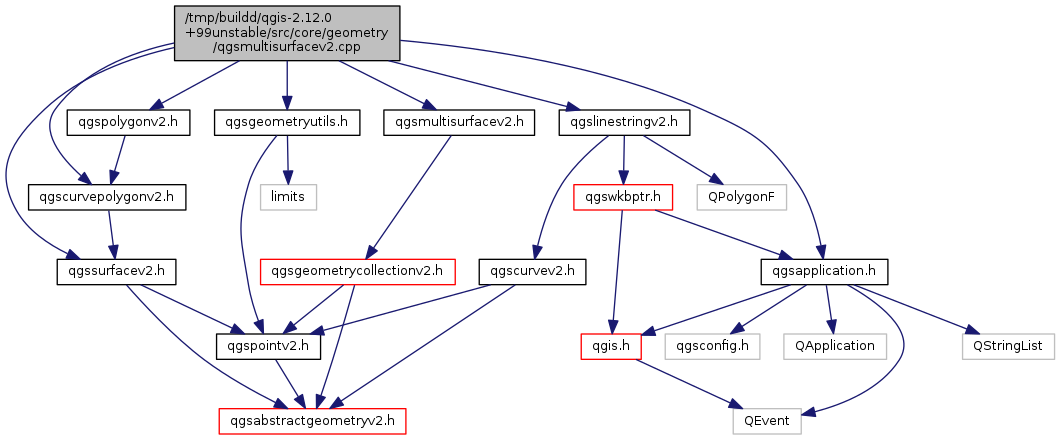 /tmp/buildd/qgis-2.12.0
+99unstable/src/core/geometry
/qgsmultisurfacev2.cpp
qgspolygonv2.h
qgsgeometryutils.h
qgsmultisurfacev2.h
qgslinestringv2.h
qgscurvepolygonv2.h
limits
qgswkbptr.h
QPolygonF
qgssurfacev2.h
qgsgeometrycollectionv2.h
qgscurvev2.h
qgsapplication.h
qgspointv2.h
qgis.h
qgsconfig.h
QApplication
QStringList
qgsabstractgeometryv2.h
QEvent